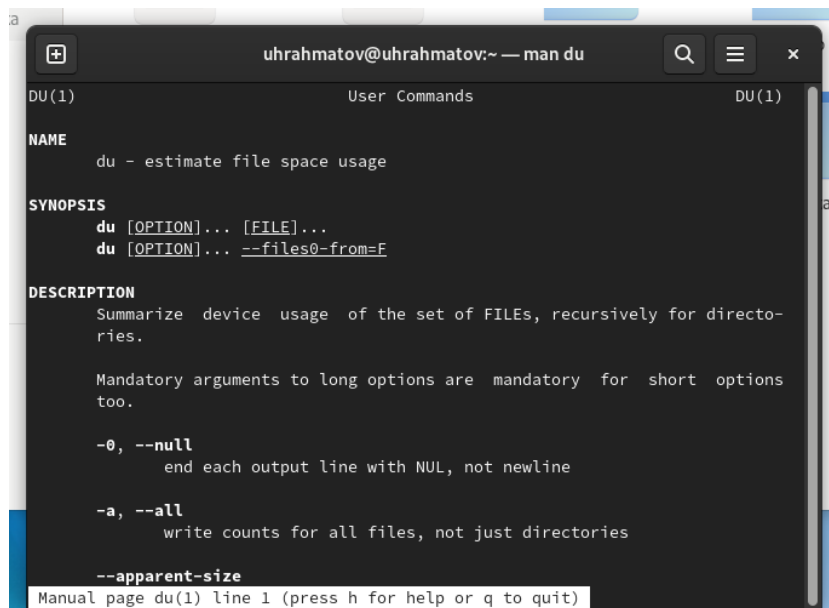 uhrahmatov@uhrahmatov:~ — man du
DU(1) User Commands DU(1)
NAME
du - estimate file space usage
SYNOPSIS
du [OPTION]... [FILE]...
du [OPTION]... --files0-from=F
DESCRIPTION
Summarize device usage of the set of FILEs, recursively for directo-
ries.
Mandatory arguments to long options are mandatory for short options
too.
-0, --null
end each output line with NUL, not newline
-a, --all
write counts for all files, not just directories
--apparent-size
Manual page du(1) line 1 (press h for help or q to quit)